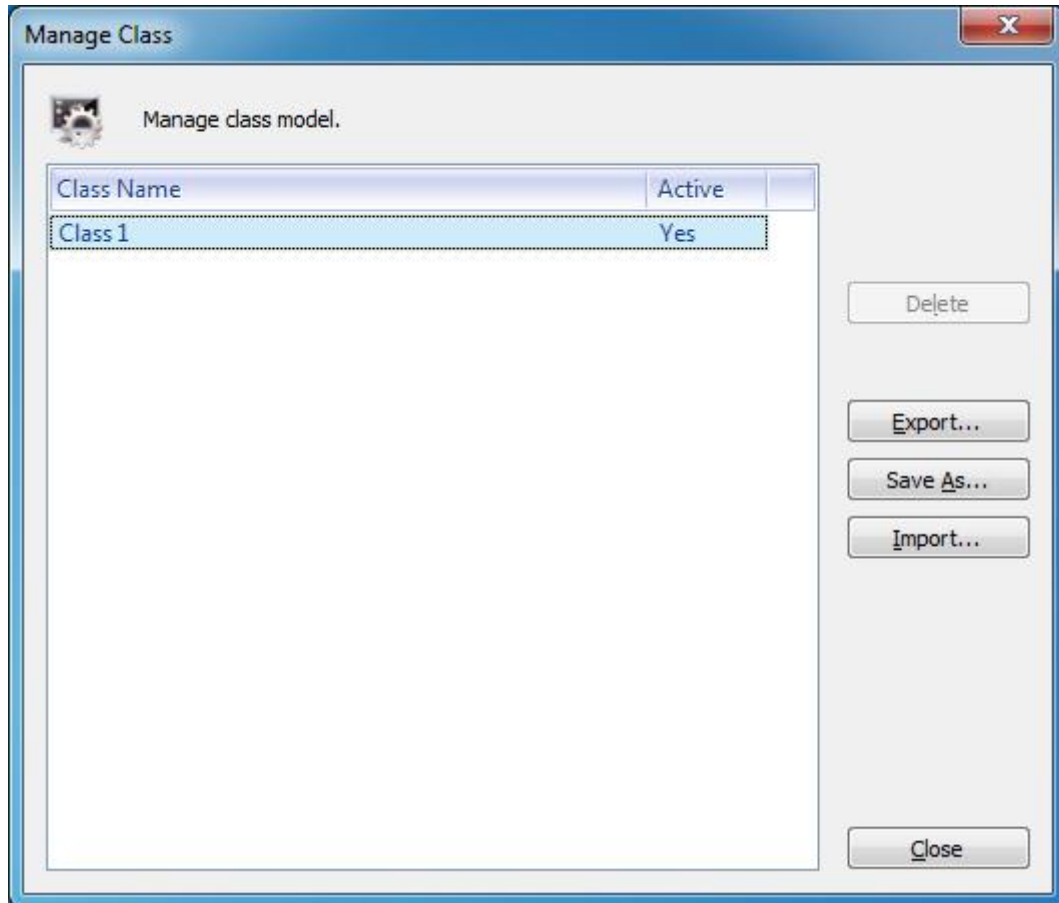 Manage Class
Manage class model.
Class Name Active
Class 1 Yes
Delete
Export...
Save As...
Import...
Close